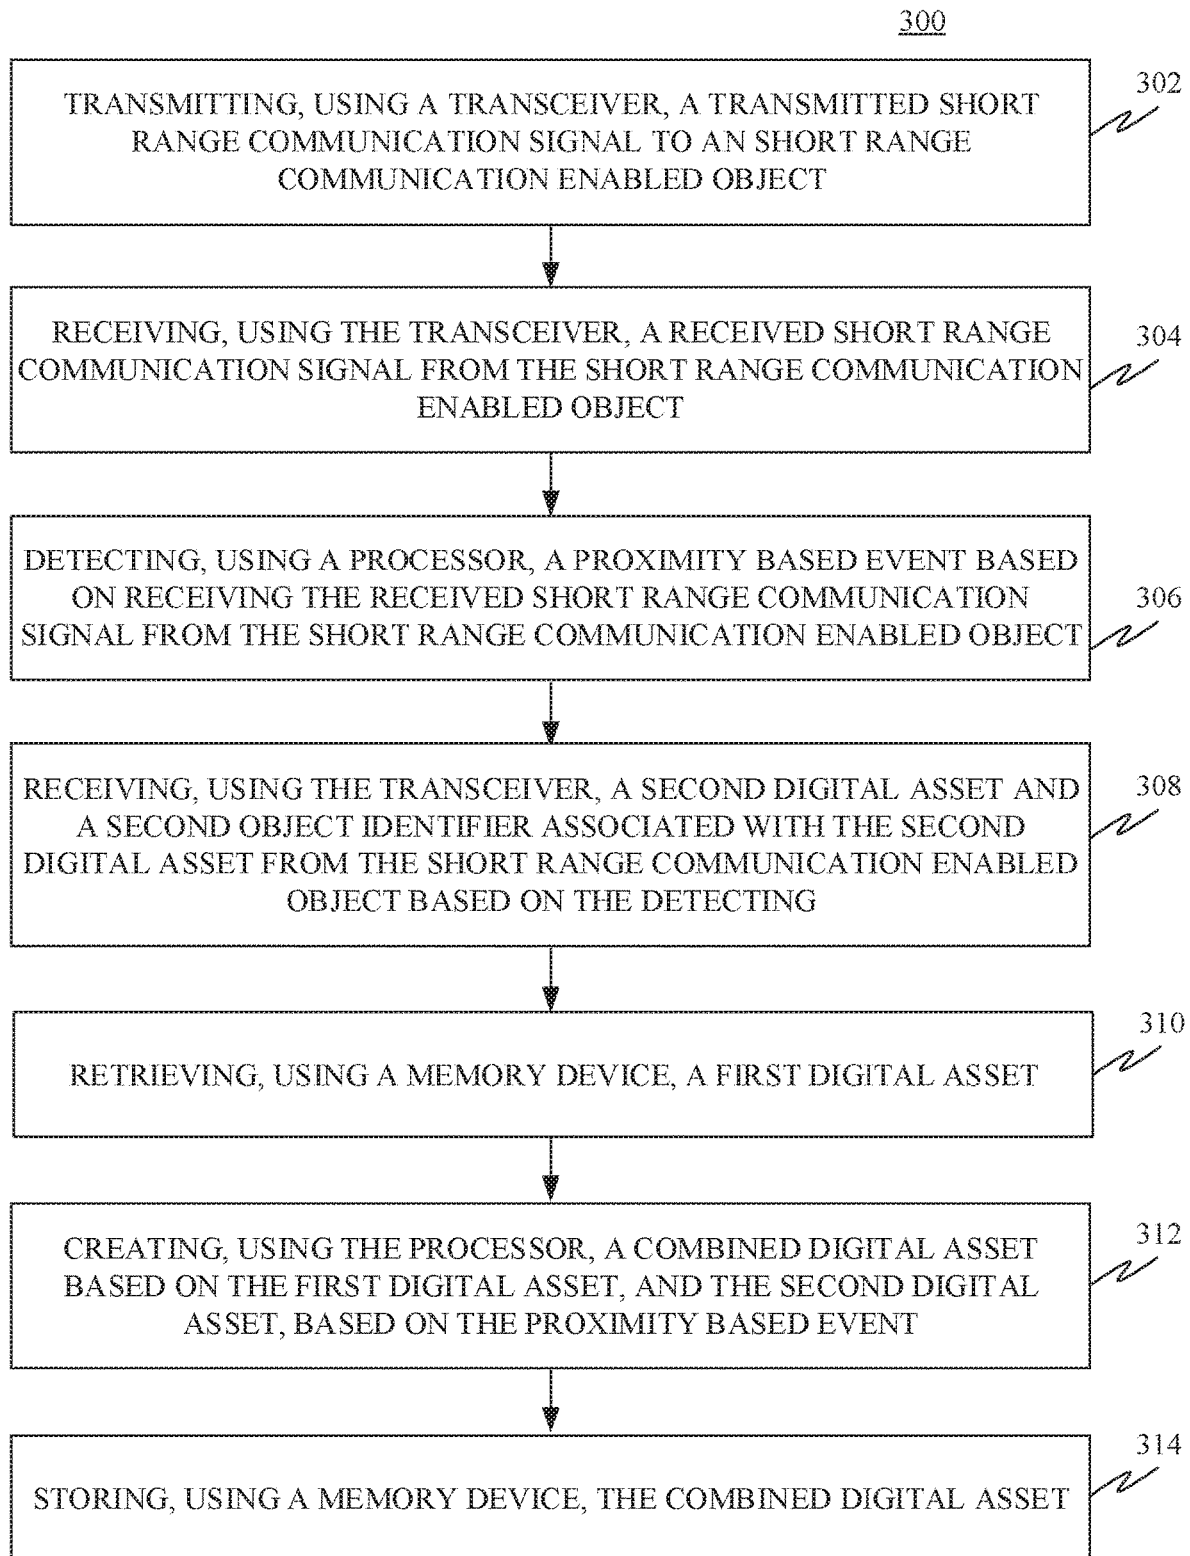 300
TRANSMITTING, USING A TRANSCEIVER, A TRANSMITTED SHORT
RANGE COMMUNICATION SIGNAL TO AN SHORT RANGE
COMMUNICATION ENABLED OBJECT
302
RECEIVING, USING THE TRANSCEIVER, A RECEIVED SHORT RANGE
COMMUNICATION SIGNAL FROM THE SHORT RANGE COMMUNICATION
ENABLED OBJECT
304
DETECTING, USING A PROCESSOR, A PROXIMITY BASED EVENT BASED
ON RECEIVING THE RECEIVED SHORT RANGE COMMUNICATION
SIGNAL FROM THE SHORT RANGE COMMUNICATION ENABLED OBJECT
306
RECEIVING, USING THE TRANSCEIVER, A SECOND DIGITAL ASSET AND
A SECOND OBJECT IDENTIFIER ASSOCIATED WITH THE SECOND
DIGITAL ASSET FROM THE SHORT RANGE COMMUNICATION ENABLED
OBJECT BASED ON THE DETECTING
308
RETRIEVING, USING A MEMORY DEVICE, A FIRST DIGITAL ASSET
310
CREATING, USING THE PROCESSOR, A COMBINED DIGITAL ASSET
BASED ON THE FIRST DIGITAL ASSET, AND THE SECOND DIGITAL
ASSET, BASED ON THE PROXIMITY BASED EVENT
312
STORING, USING A MEMORY DEVICE, THE COMBINED DIGITAL ASSET
314